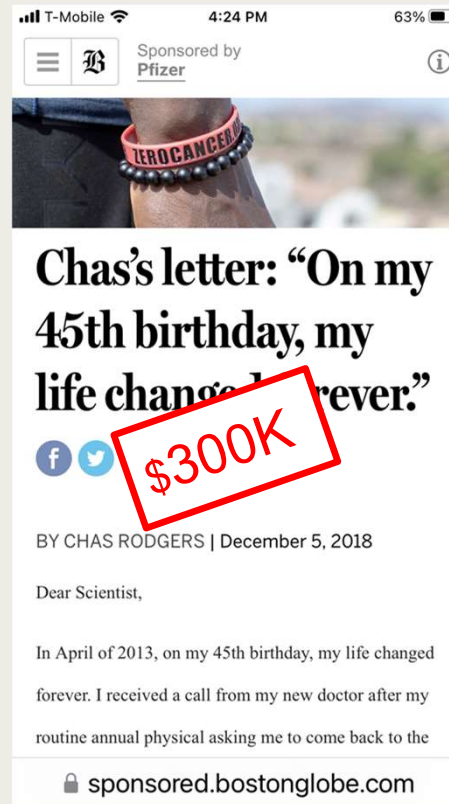 T-Mobile 4:24 PM 63%
B Sponsored by
Pfizer
ZEROCANCER
Chas's letter: “On my
45th birthday, my
life changed forever.”
$300K
BY CHAS RODGERS | December 5, 2018
Dear Scientist,
In April of 2013, on my 45th birthday, my life changed
forever. I received a call from my new doctor after my
routine annual physical asking me to come back to the
sponsored.bostonglobe.com